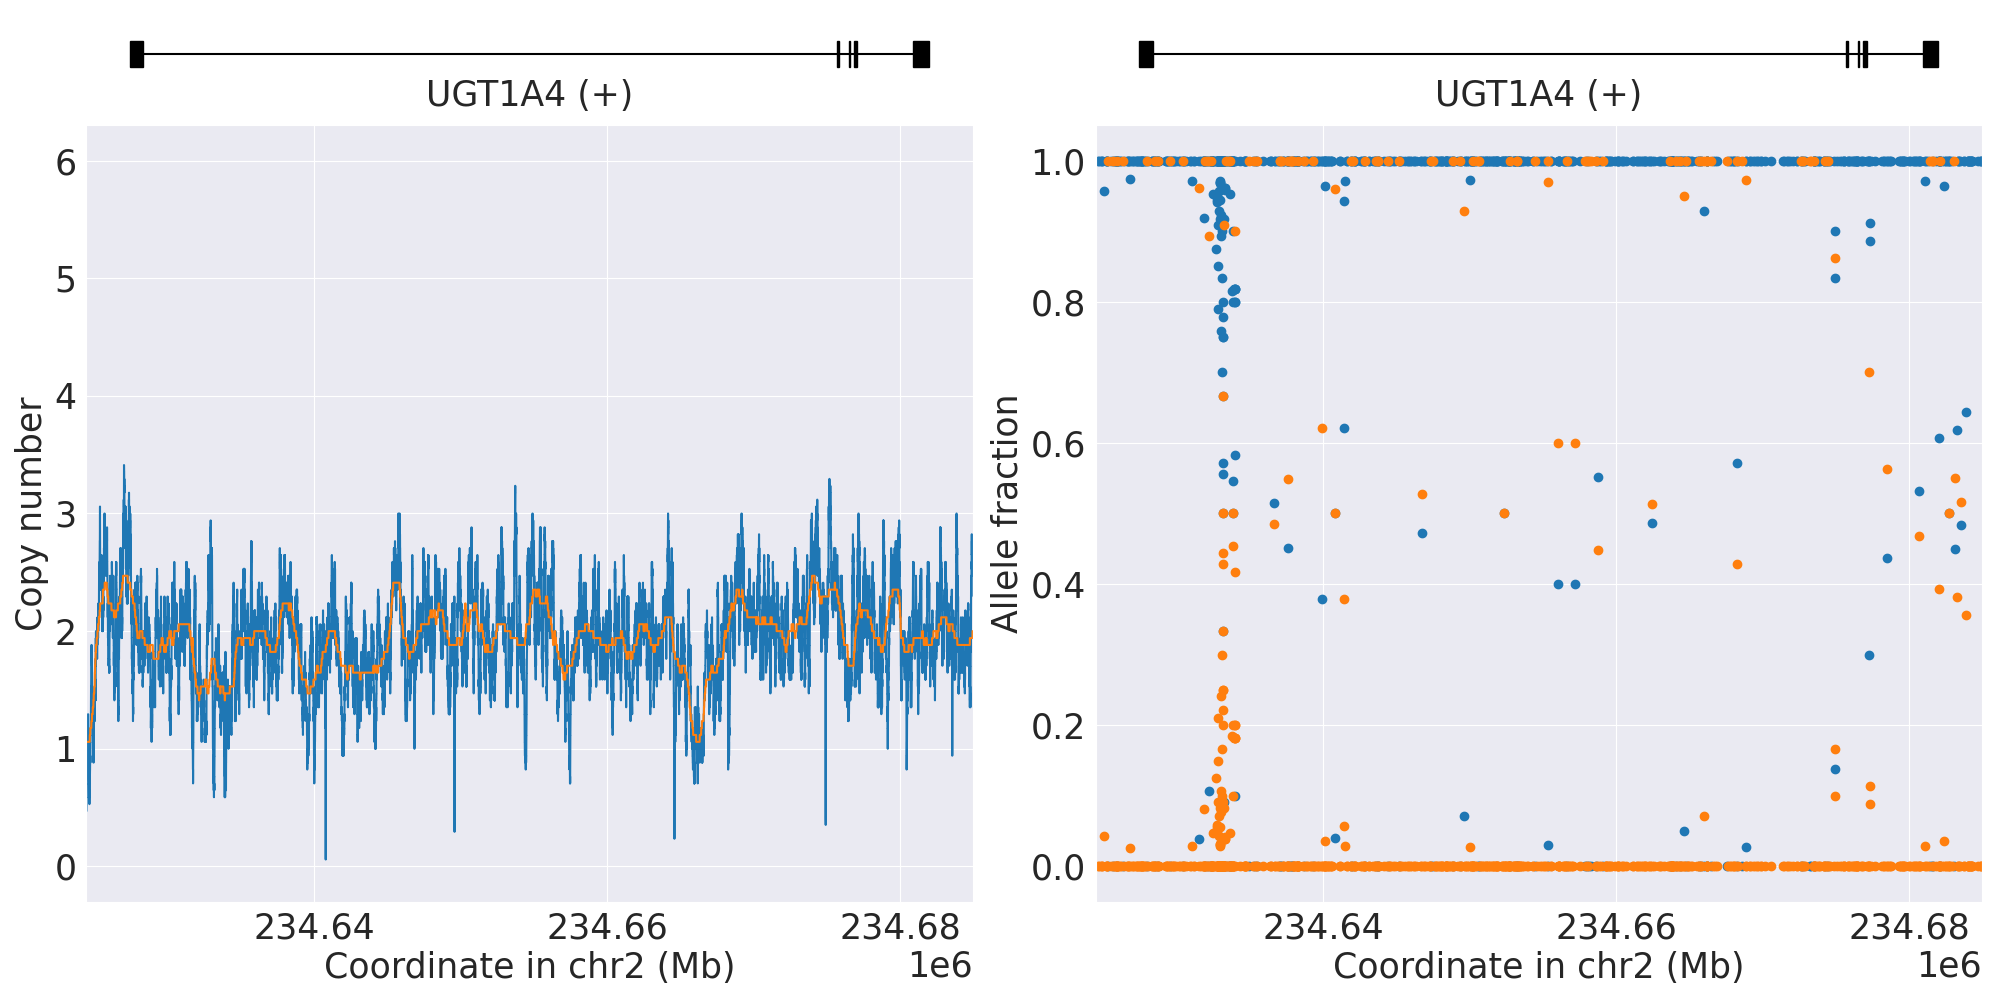 UGT1A4 (+)
6
5
4
3
2
1
0
Copy number
234.64
234.66
234.68
Coordinate in chr2 (Mb)
1e6
UGT1A4 (+)
1.0
0.8
0.6
0.4
0.2
0.0
Allele fraction
234.64
234.66
234.68
Coordinate in chr2 (Mb)
1e6